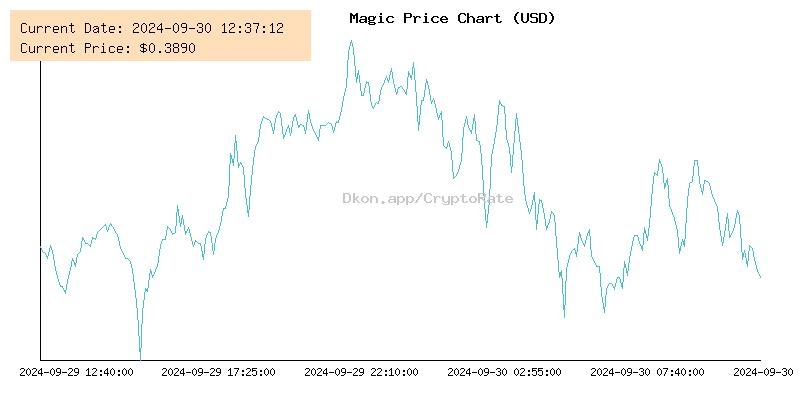 Magic Price Chart (USD)
Current Date: 2024-09-30 12:37:12
Current Price: $0.3890
Dkon.app/CryptoRate
2024-09-29 12:40:00 2024-09-29 17:25:00 2024-09-29 22:10:00 2024-09-30 02:55:00 2024-09-30 07:40:00 2024-09-30